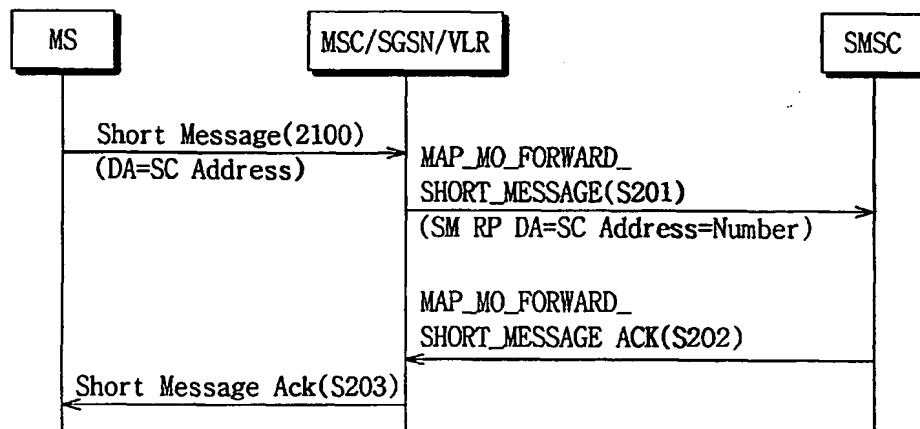 MS
MSC/SGSN/VLR
SMSC
Short Message(2100)
(DA=SC Address)
MAP_MO_FORWARD_
SHORT_MESSAGE(S201)
(SM RP DA=SC Address=Number)
MAP_MO_FORWARD_
SHORT_MESSAGE ACK(S202)
Short Message Ack(S203)